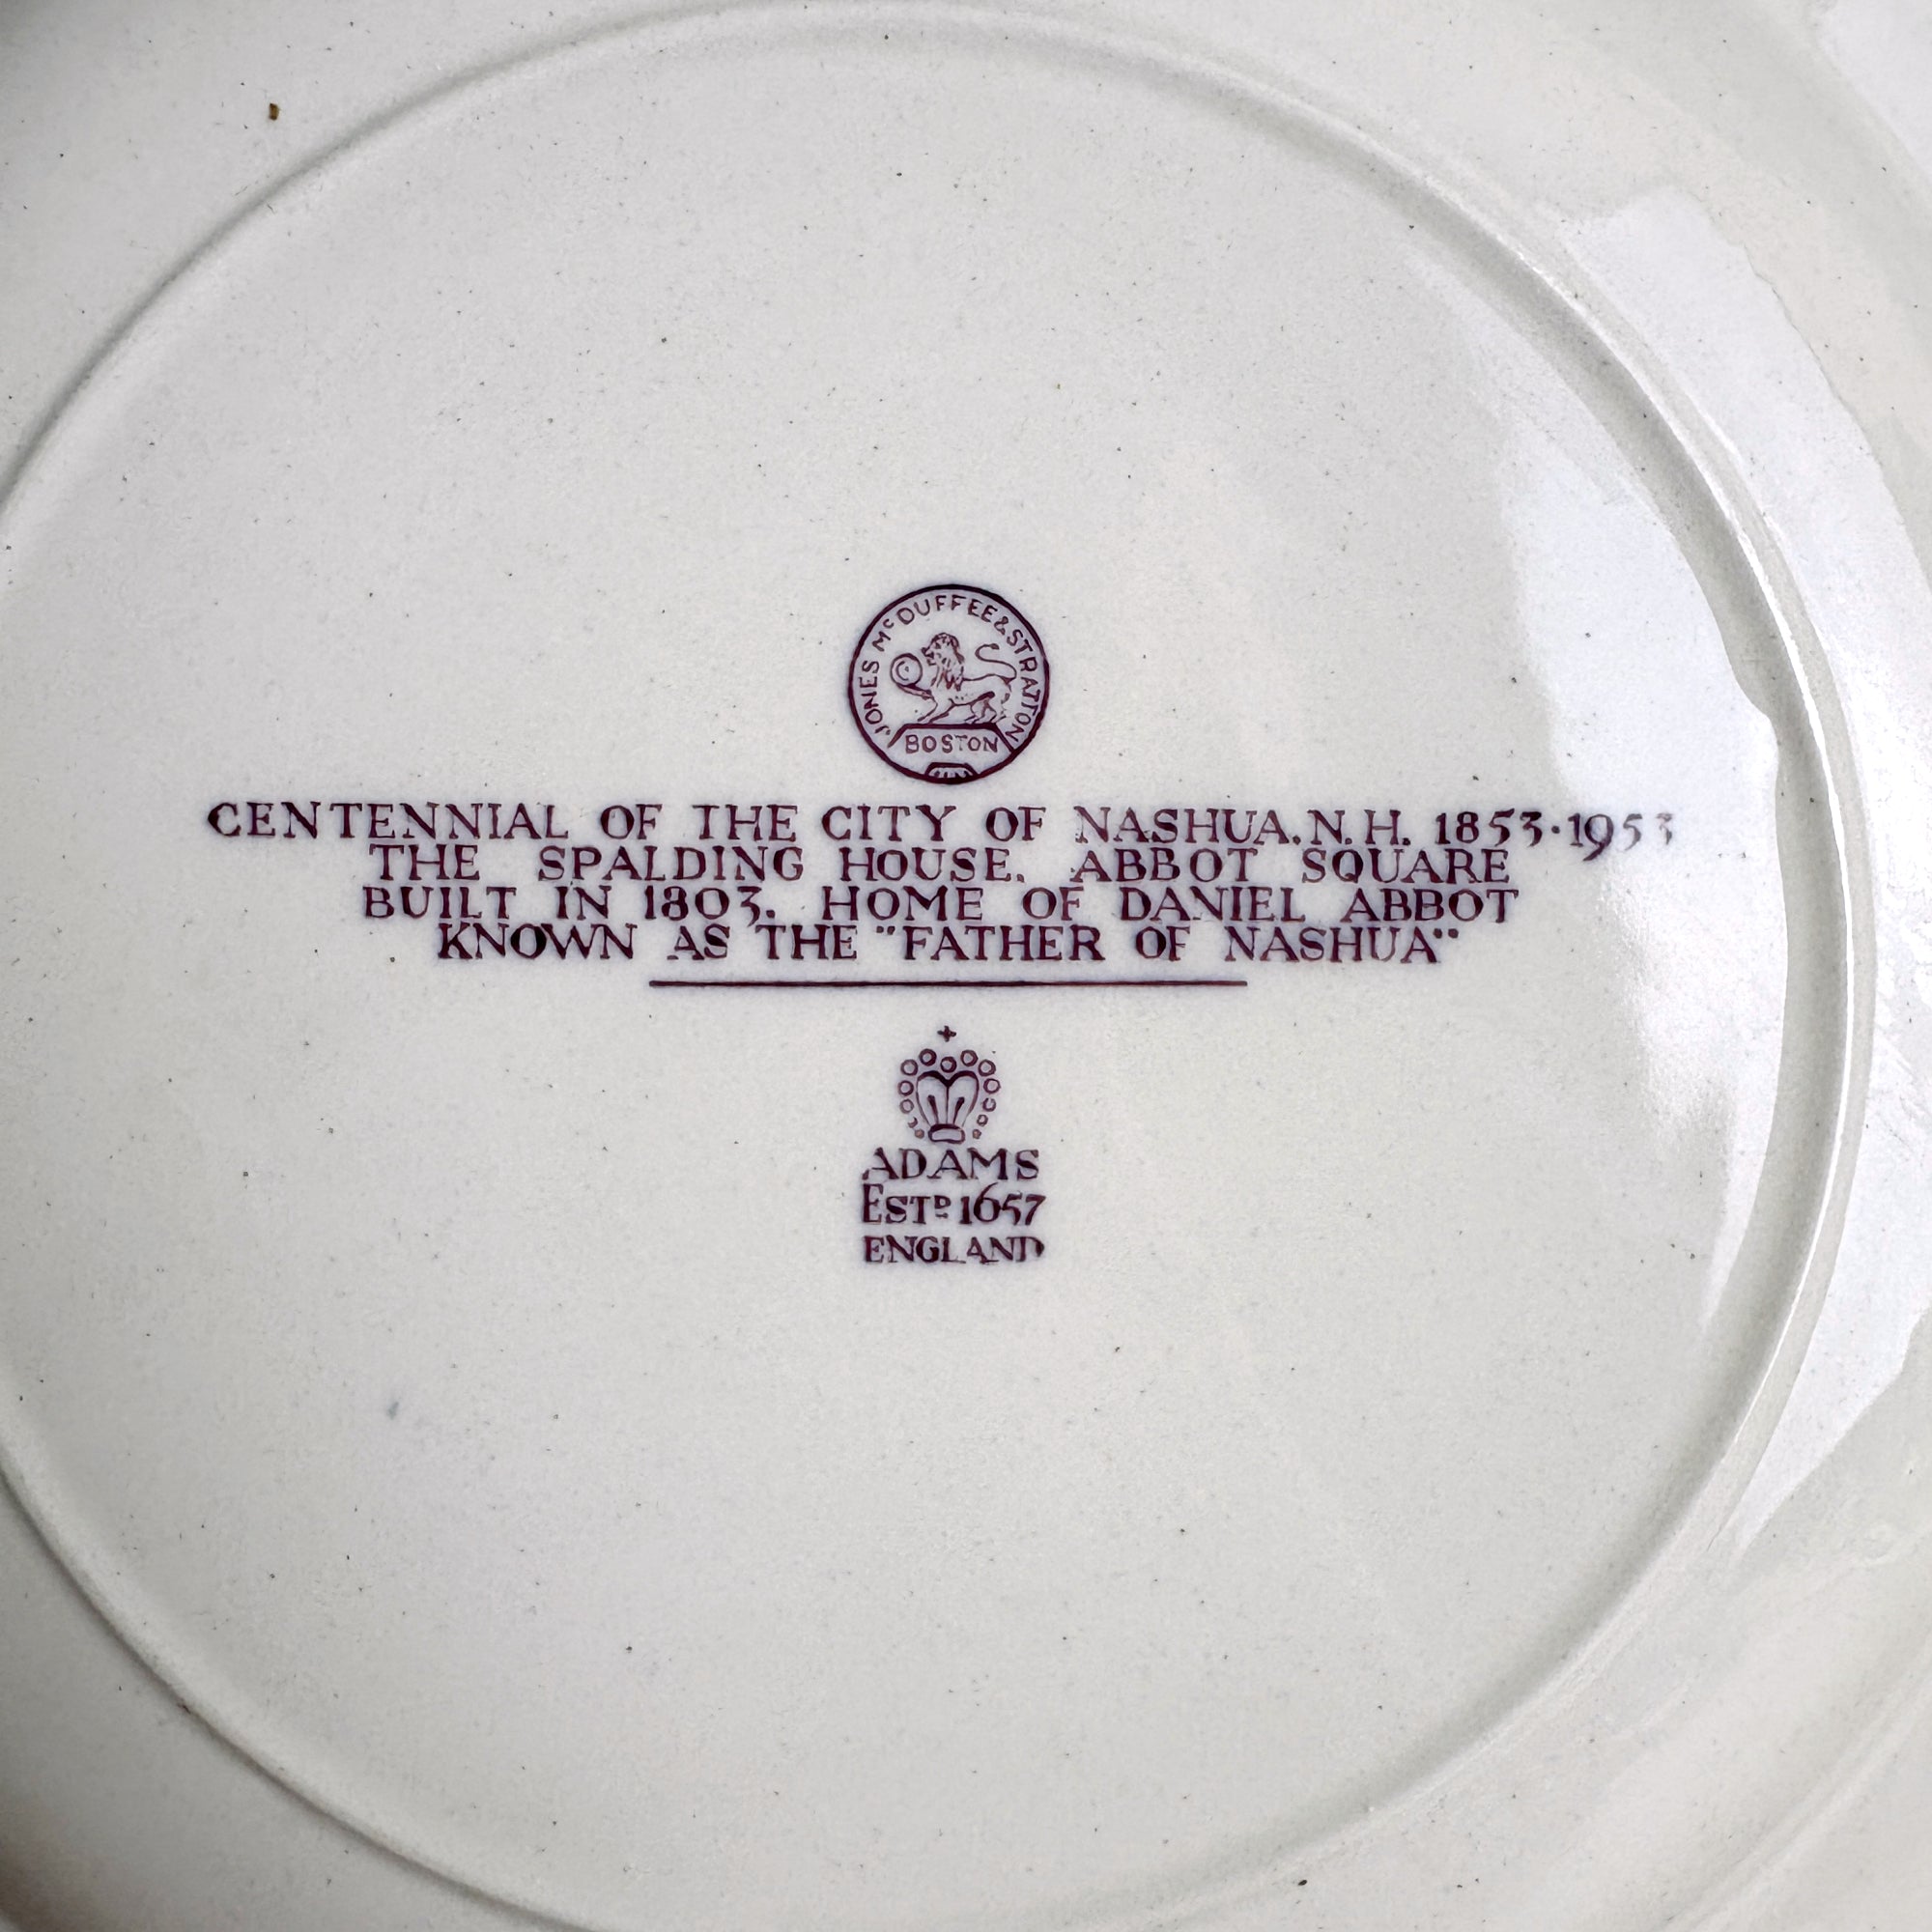 JONES McDUFFEE & STRATTON
BOSTON
CENTENNIAL OF THE CITY OF NASHUA. N. H. 1853·1953
THE SPALDING HOUSE. ABBOT SQUARE
BUILT IN 1803. HOME OF DANIEL ABBOT
KNOWN AS THE "FATHER OF NASHUA"
ADAMS
ESTD 1657
ENGLAND